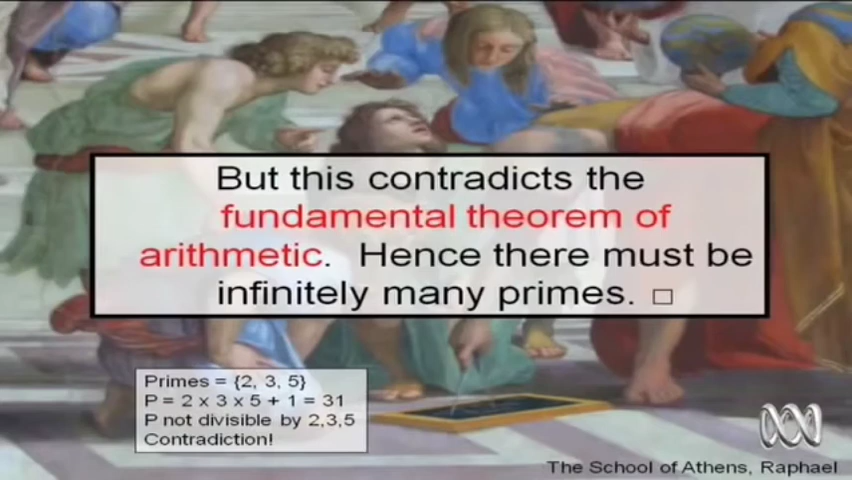 But this contradicts the
fundamental theorem of
arithmetic. Hence there must be
infinitely many primes. □
Primes = {2, 3, 5}
P = 2 x 3 x 5 + 1 = 31
P not divisible by 2,3,5
Contradiction!
The School of Athens, Raphael